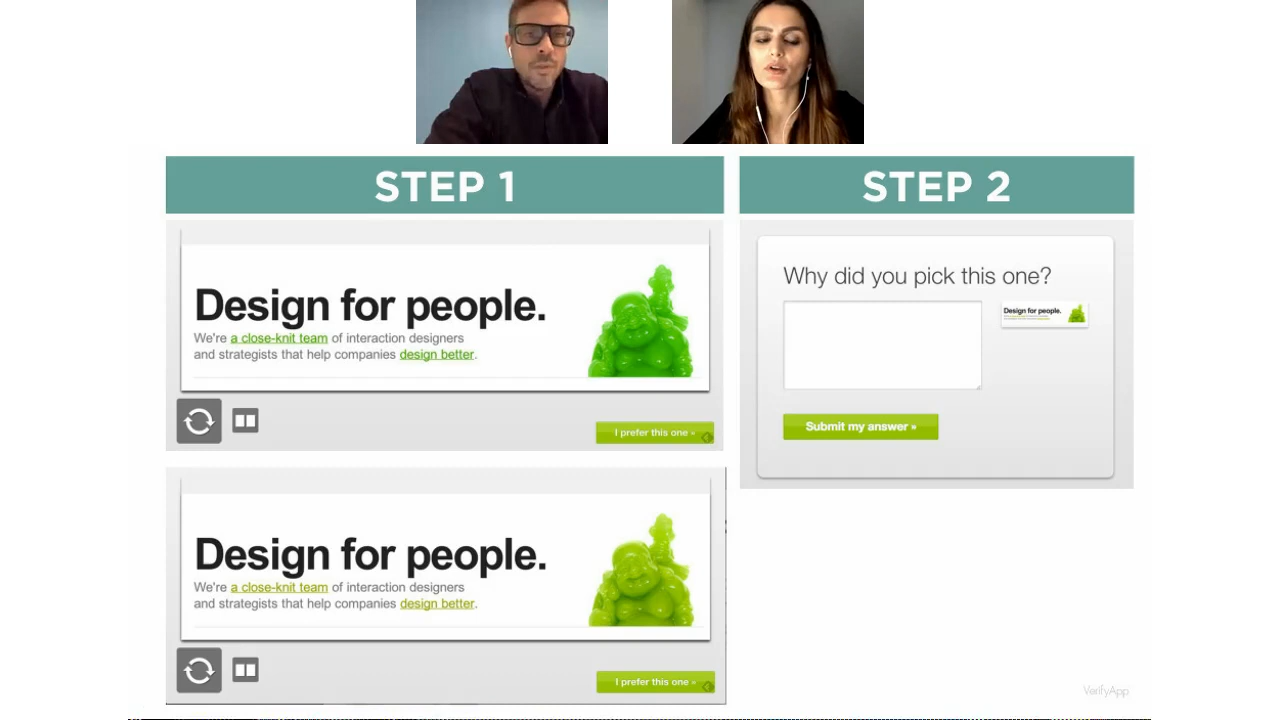 STEP 1
Design for people.
We're a close-knit team of interaction designers
and strategists that help companies design better.
I prefer this one »
Design for people.
We're a close-knit team of interaction designers
and strategists that help companies design better.
I prefer this one »
STEP 2
Why did you pick this one?
Design for people.
Submit my answer »
VerifyApp